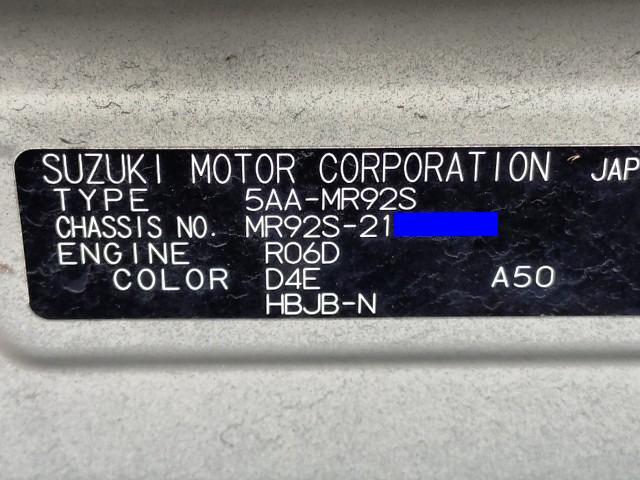 SUZUKI MOTOR CORPORATION JAP
TYPE 5AA-MR92S
CHASSIS NO. MR92S-21
ENGINE R06D
COLOR D4E A50
HBJB-N